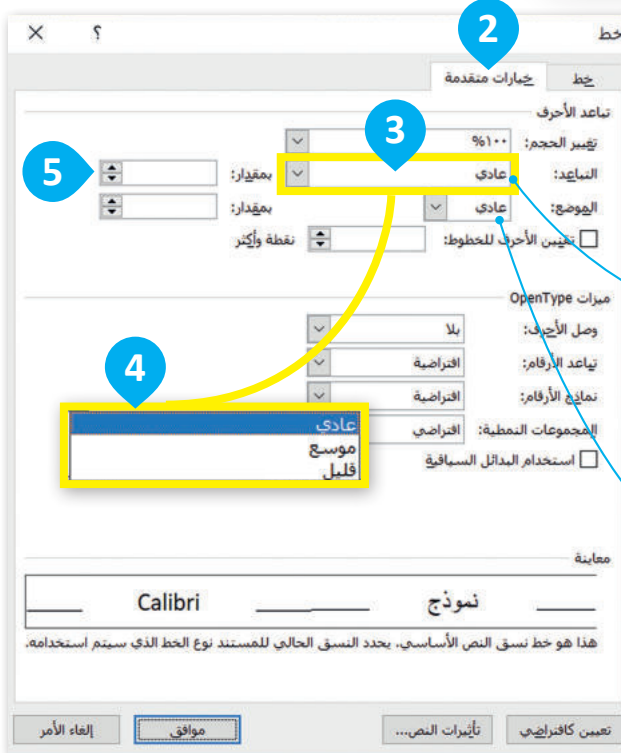 خط
؟ ×
2
خط خيارات متقدمة
تباعد الأحرف
تغيير الحجم: ١٠٠%
3
التباعد: عادي بمقدار:
5
الموضع: عادي بمقدار:
تقنين الأحرف للخطوط: نقطة وأكثر
ميزات OpenType
وصل الأحرف: بلا
تباعد الأرقام: افتراضية
نماذج الأرقام: افتراضية
المجموعات النمطية: افتراضي
استخدام البدائل السياقية
4
عادي
موسع
قليل
معاينة
نموذج Calibri
هذا هو خط نسق النص الأساسي. يحدد النسق الحالي للمستند نوع الخط الذي سيتم استخدامه.
تعيين كافتراضي تأثيرات النص... موافق إلغاء الأمر